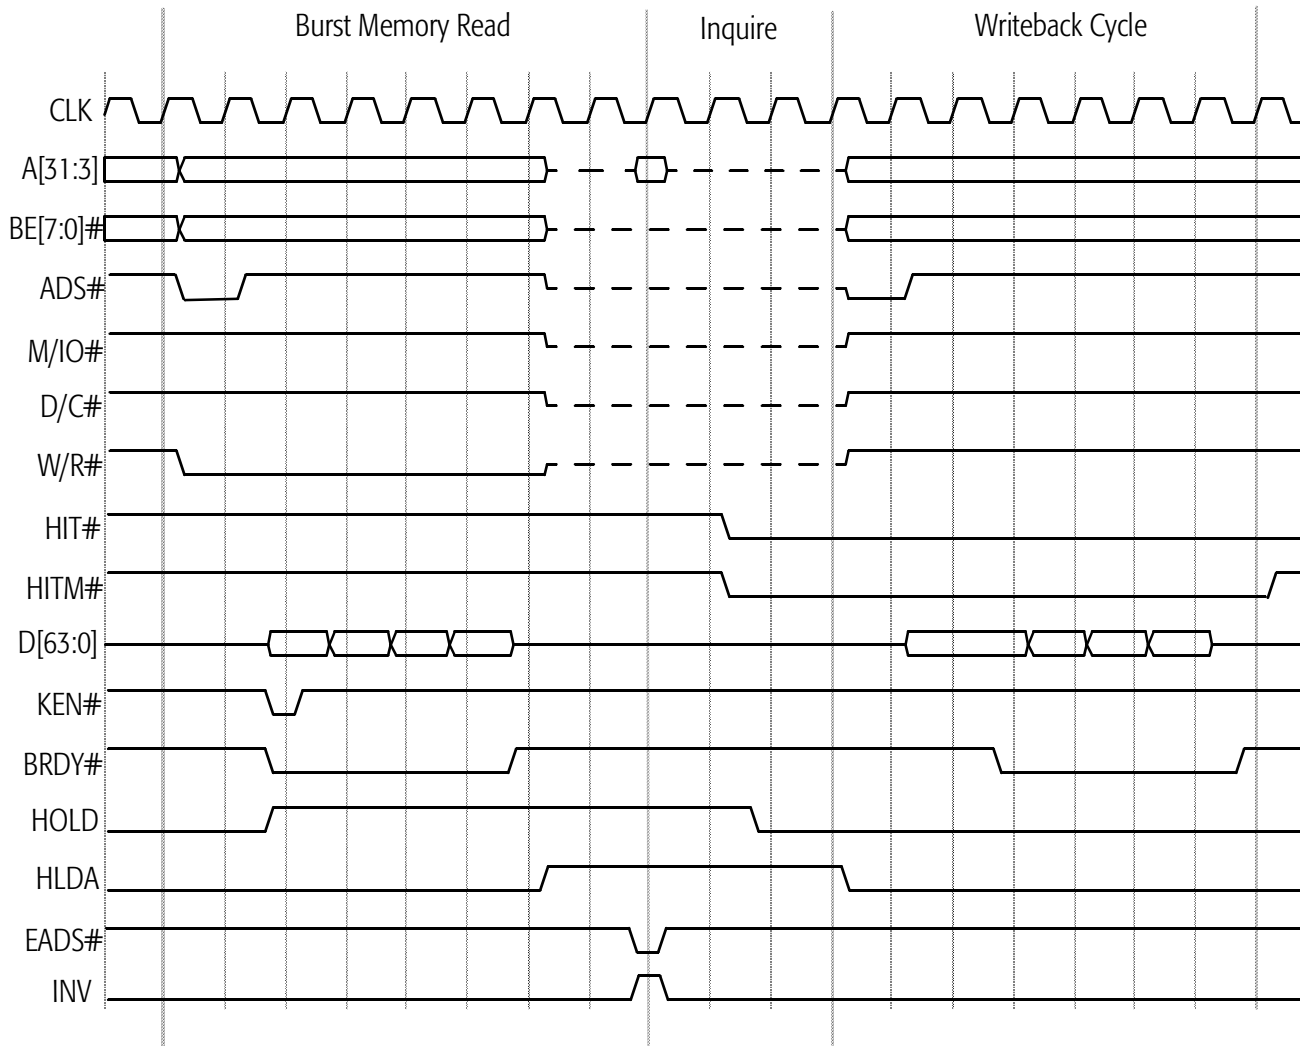 Burst Memory Read
Inquire
Writeback Cycle
CLK
A[31:3]
BE[7:0]#
ADS#
M/IO#
D/C#
W/R#
HIT#
HITM#
D[63:0]
KEN#
BRDY#
HOLD
HLDA
EADS#
INV